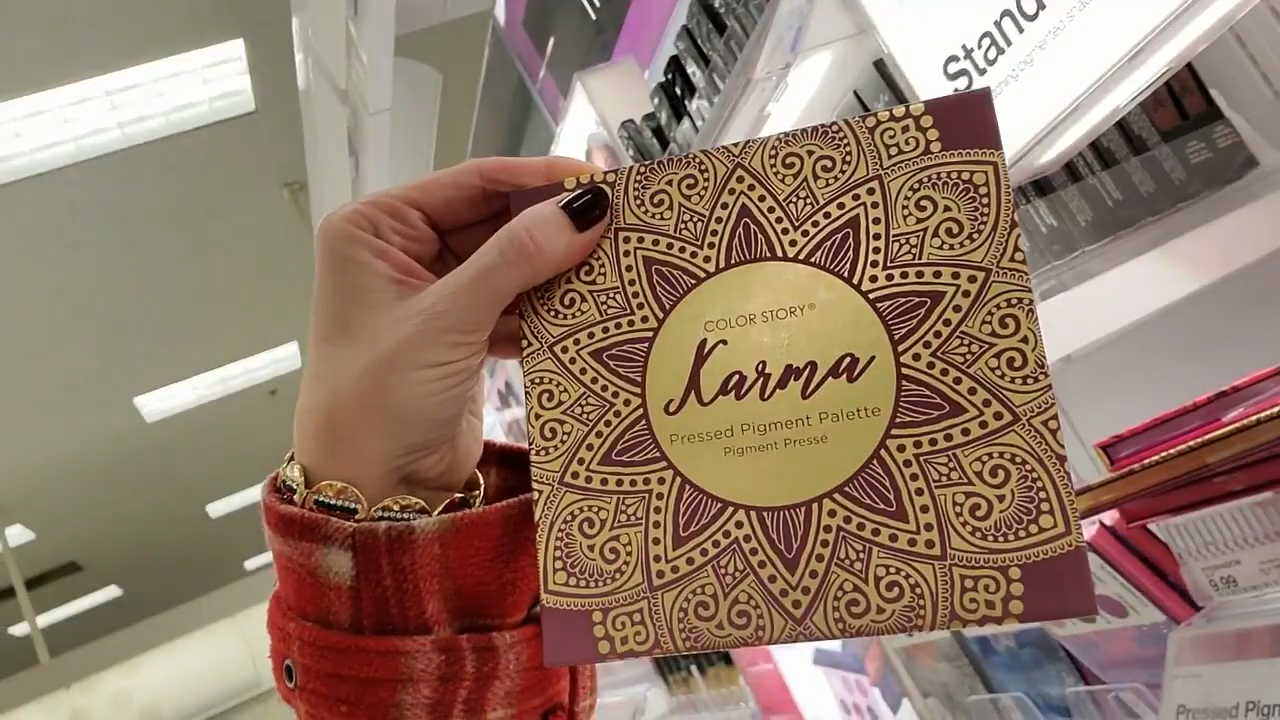 Stand
COLOR STORY®
Karma
Pressed Pigment Palette
Pigment Pressé
9.99
Pressed Pigm